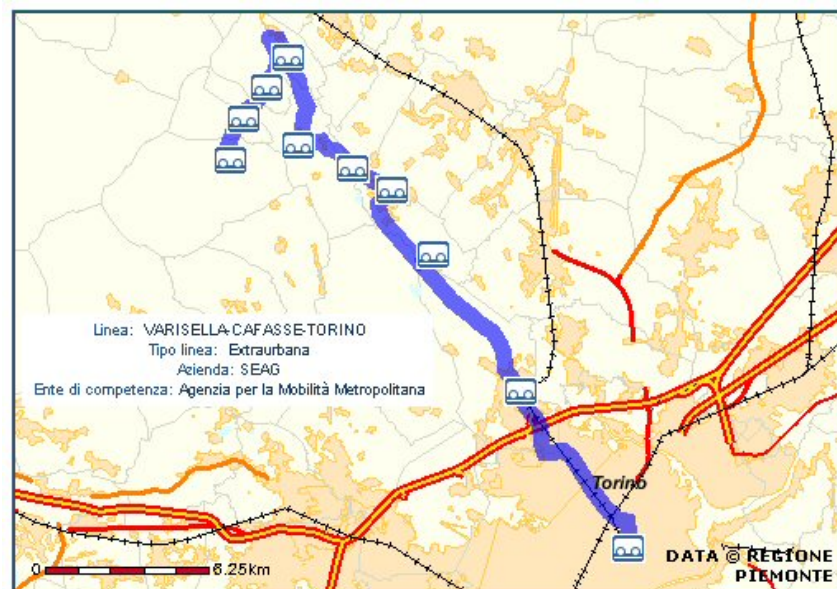 Linea: VARISELLA-CAFASSE-TORINO
Tipo linea: Extraurbana
Azienda: SEAG
Ente di competenza: Agenzia per la Mobilità Metropolitana
Torino
0 6.25km
DATA © REGIONE
PIEMONTE